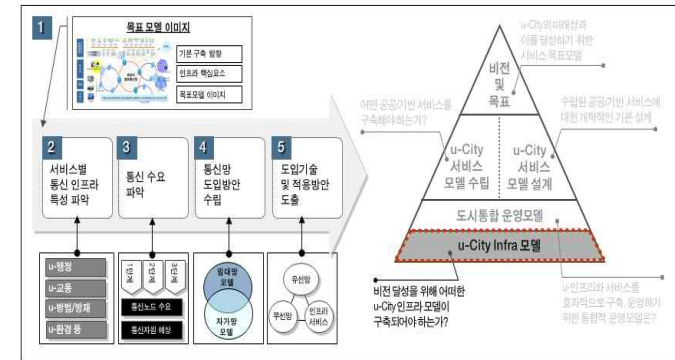 1
목표 모델 이미지
기본 구축 방향
인프라 핵심요소
목표모델 이미지
2
서비스별
통신 인프라
특성 파악
3
통신 수요
파악
4
통신망
도입방안
수립
5
도입기술
및 적용방안
도출
u-행정
u-교통
u-방범/방재
u-환경 등
1단계
2단계
3단계
통신노드 수요
통신자원 예상
임대망
모델
자가망
모델
유선망
무선망
인프라
서비스
u-City의 미래상과
이를 달성하기 위한
서비스 목표모델
비전
및
목표
어떤 공공기반 서비스를
구축해야 하는가?
수립된 공공기반 서비스에
대한 개략적인 기본 설계
u-City
서비스
모델 수립
u-City
서비스
모델 설계
도시통합 운영모델
u-City Infra 모델
비전 달성을 위해 어떠한
u-City 인프라 모델이
구축되어야 하는가?
u-인프라와 서비스를
효과적으로 구축, 운영하기
위한 통합적 운영모델은?